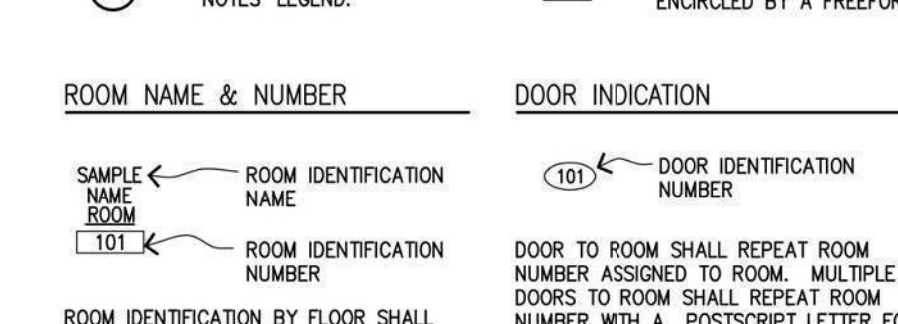 NOTES LEGEND.
ENCIRCLED BY A
ROOM NAME & NUMBER
SAMPLE
NAME
ROOM
101
ROOM IDENTIFICATION
NAME
ROOM IDENTIFICATION
NUMBER
ROOM IDENTIFICATION BY FLOOR SHALL
DOOR INDICATION
101
DOOR IDENTIFICATION
NUMBER
DOOR TO ROOM SHALL REPEAT ROOM
NUMBER ASSIGNED TO ROOM. MULTIPLE
DOORS TO ROOM SHALL REPEAT ROOM
NUMBER WITH A POSTSCRIPT LETTER